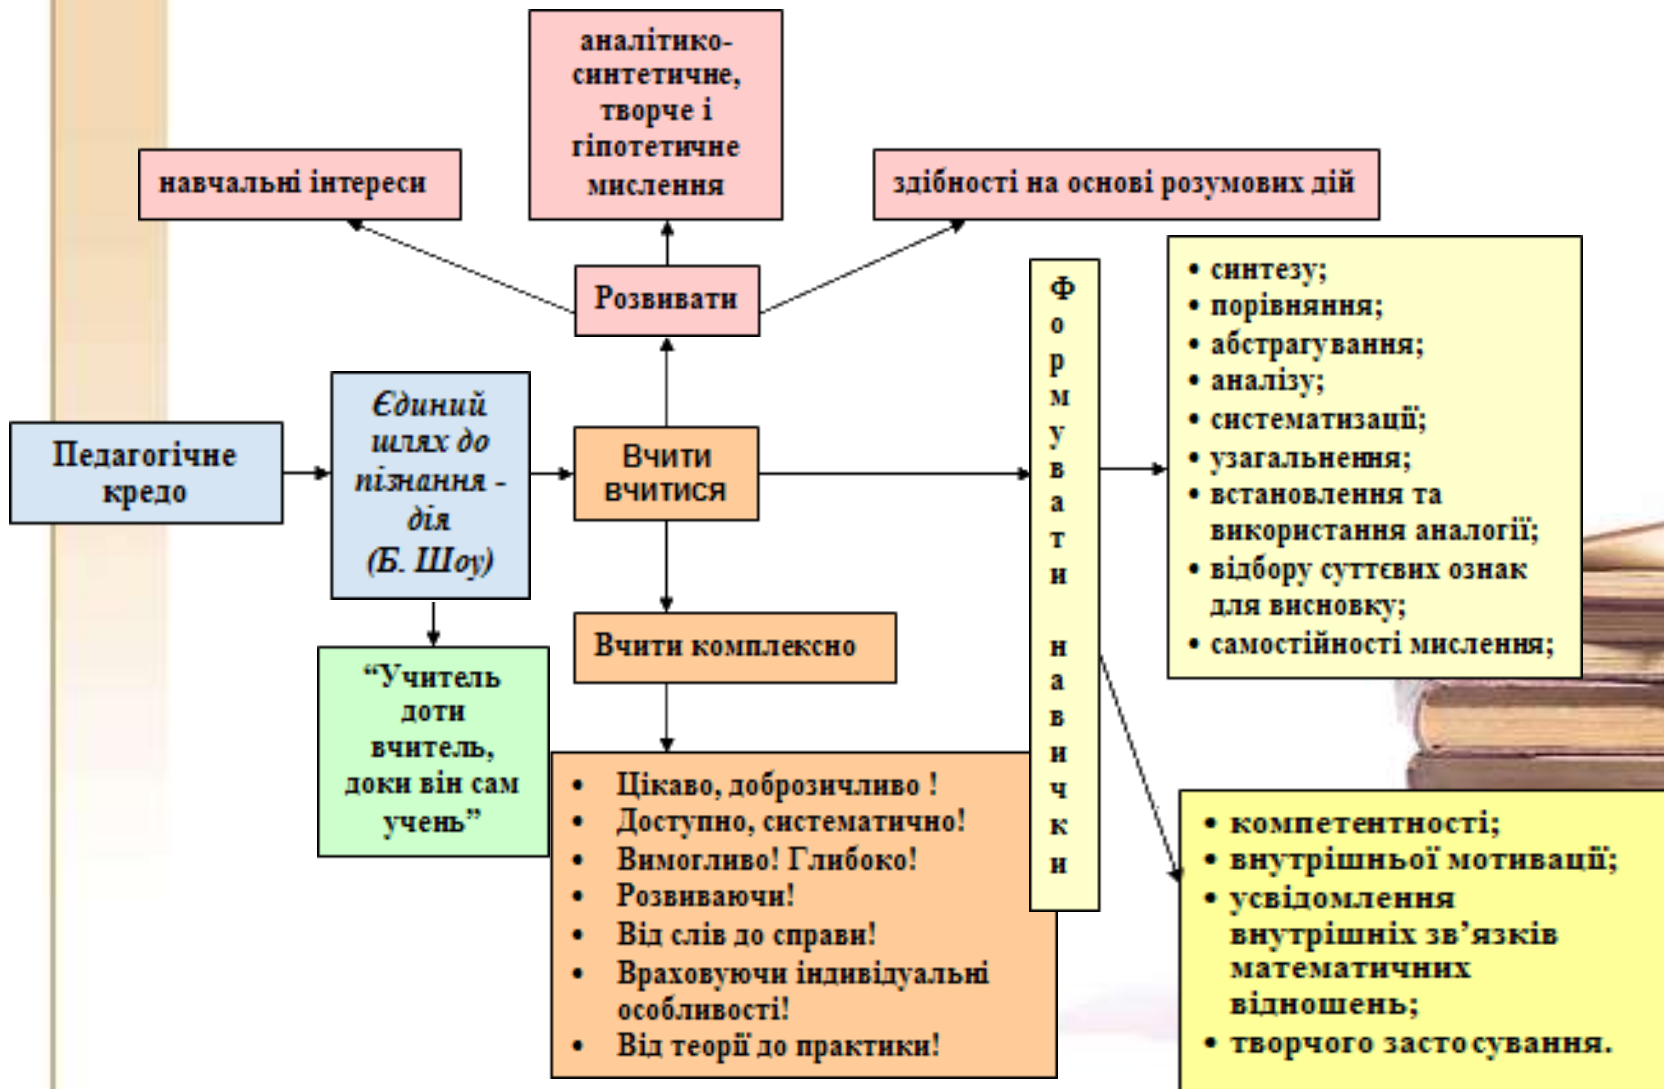 аналітико-
синтетичне,
творче і
гіпотетичне
мислення
навчальні інтереси
здібності на основі розумових дій
Розвивати
Педагогічне
кредо
Єдиний
шлях до
пізнання -
дія
(Б. Шоу)
Вчити
вчитися
Вчити комплексно
“Учитель
доти
вчитель,
доки він сам
учень”
• Цікаво, доброзичливо !
• Доступно, систематично!
• Вимогливо! Глибоко!
• Розвиваючи!
• Від слів до справи!
• Враховуючи індивідуальні
особливості!
• Від теорії до практики!
Формувати навички
• синтезу;
• порівняння;
• абстрагування;
• аналізу;
• систематизації;
• узагальнення;
• встановлення та
використання аналогії;
• відбору суттєвих ознак
для висновку;
• самостійності мислення;
• компетентності;
• внутрішньої мотивації;
• усвідомлення
внутрішніх зв’язків
математичних
відношень;
• творчого застосування.